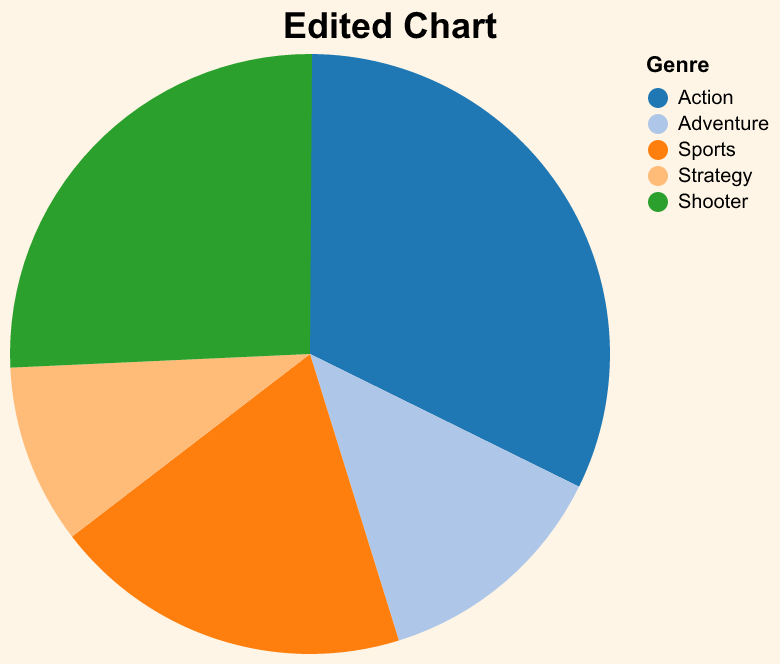 Edited Chart
Genre
Action
Adventure
Sports
Strategy
Shooter